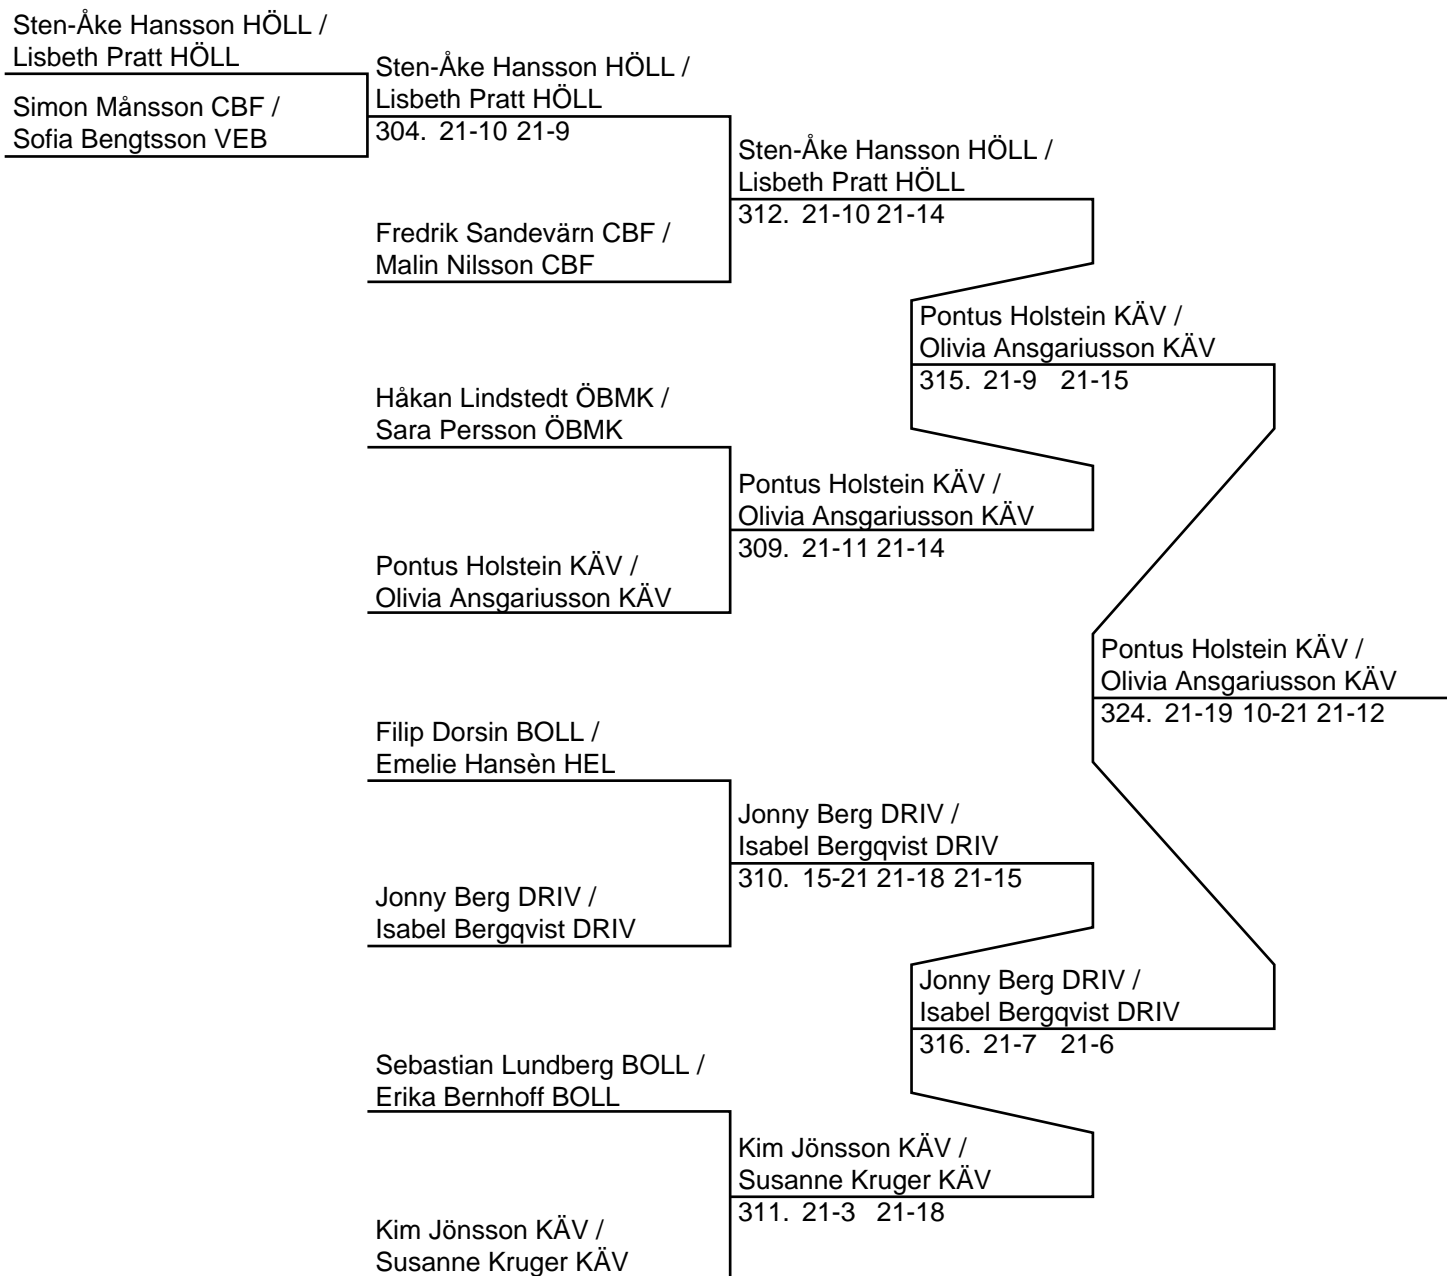 Sten-Åke Hansson HÖLL /
Lisbeth Pratt HÖLL
Simon Månsson CBF /
Sofia Bengtsson VEB
Sten-Åke Hansson HÖLL /
Lisbeth Pratt HÖLL
304. 21-10 21-9
Fredrik Sandevärn CBF /
Malin Nilsson CBF
Sten-Åke Hansson HÖLL /
Lisbeth Pratt HÖLL
312. 21-10 21-14
Håkan Lindstedt ÖBMK /
Sara Persson ÖBMK
Pontus Holstein KÄV /
Olivia Ansgariusson KÄV
Pontus Holstein KÄV /
Olivia Ansgariusson KÄV
309. 21-11 21-14
Pontus Holstein KÄV /
Olivia Ansgariusson KÄV
315. 21-9 21-15
Filip Dorsin BOLL /
Emelie Hansèn HEL
Jonny Berg DRIV /
Isabel Bergqvist DRIV
Jonny Berg DRIV /
Isabel Bergqvist DRIV
310. 15-21 21-18 21-15
Sebastian Lundberg BOLL /
Erika Bernhoff BOLL
Kim Jönsson KÄV /
Susanne Kruger KÄV
Kim Jönsson KÄV /
Susanne Kruger KÄV
311. 21-3 21-18
Jonny Berg DRIV /
Isabel Bergqvist DRIV
316. 21-7 21-6
Pontus Holstein KÄV /
Olivia Ansgariusson KÄV
324. 21-19 10-21 21-12